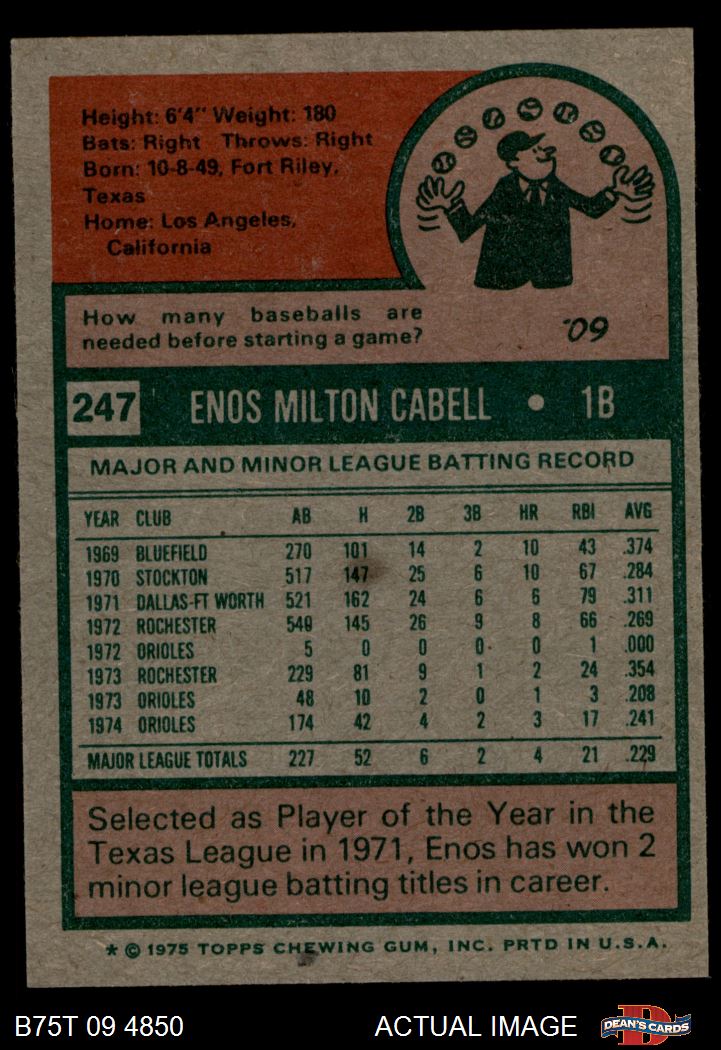 Height: 6'4" Weight: 180
Bats: Right Throws: Right
Born: 10-8-49, Fort Riley,
Texas
Home: Los Angeles,
California
How many baseballs are
needed before starting a game?
'09
247 ENOS MILTON CABELL • 1B
MAJOR AND MINOR LEAGUE BATTING RECORD
YEAR CLUB AB H 2B 3B HR RBI AVG
1969 BLUEFIELD 270 101 14 2 10 43 .374
1970 STOCKTON 517 147 25 6 10 67 .284
1971 DALLAS-FT WORTH 521 162 24 6 6 79 .311
1972 ROCHESTER 540 145 26 9 8 66 .269
1972 ORIOLES 5 0 0 0 0 1 .000
1973 ROCHESTER 229 81 9 1 2 24 .354
1973 ORIOLES 48 10 2 0 1 3 .208
1974 ORIOLES 174 42 4 2 3 17 .241
MAJOR LEAGUE TOTALS 227 52 6 2 4 21 .229
Selected as Player of the Year in the
Texas League in 1971, Enos has won 2
minor league batting titles in career.
* © 1975 TOPPS CHEWING GUM, INC. PRTD IN U.S.A.
B75T 09 4850 ACTUAL IMAGE DEAN'S CARDS